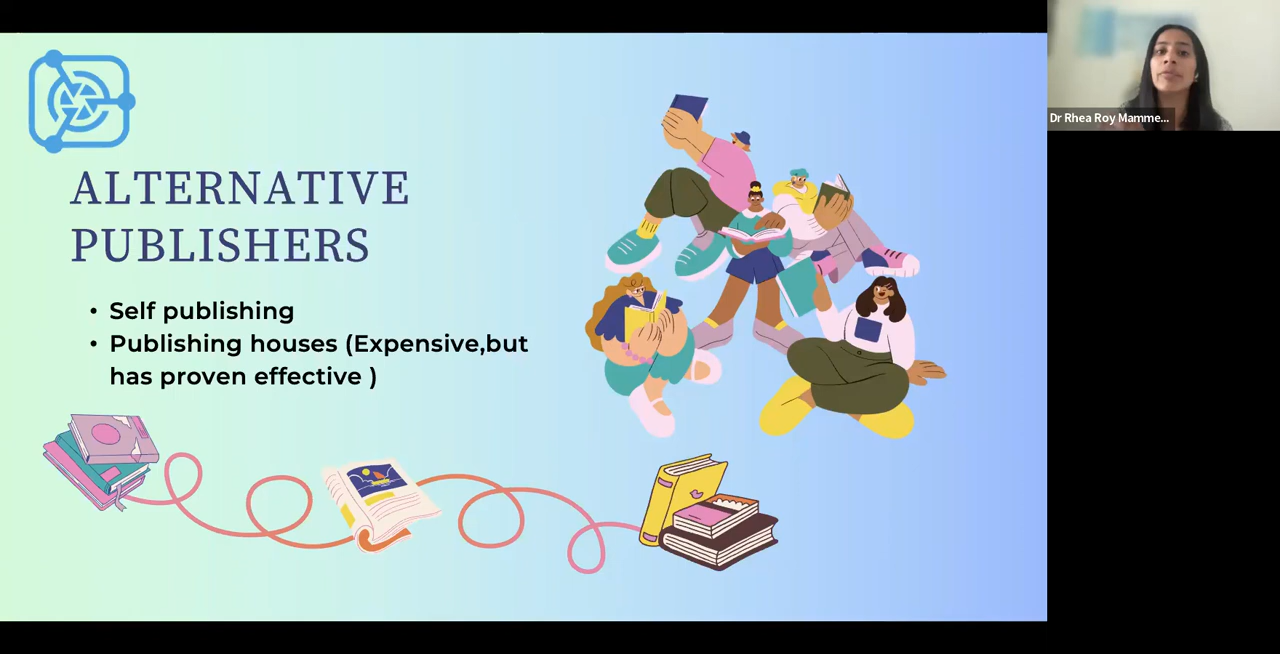 ALTERNATIVE
PUBLISHERS
• Self publishing
• Publishing houses (Expensive,but
has proven effective )
Dr Rhea Roy Mamme...